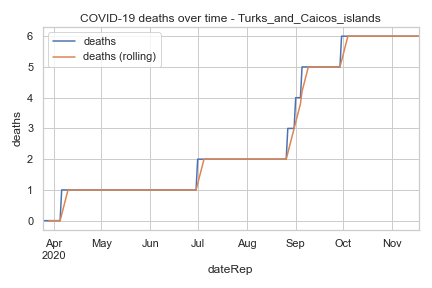 COVID-19 deaths over time - Turks_and_Caicos_islands
deaths
deaths (rolling)
6
5
4
3
2
1
0
deaths
Apr May Jun Jul Aug Sep Oct Nov
2020
dateRep